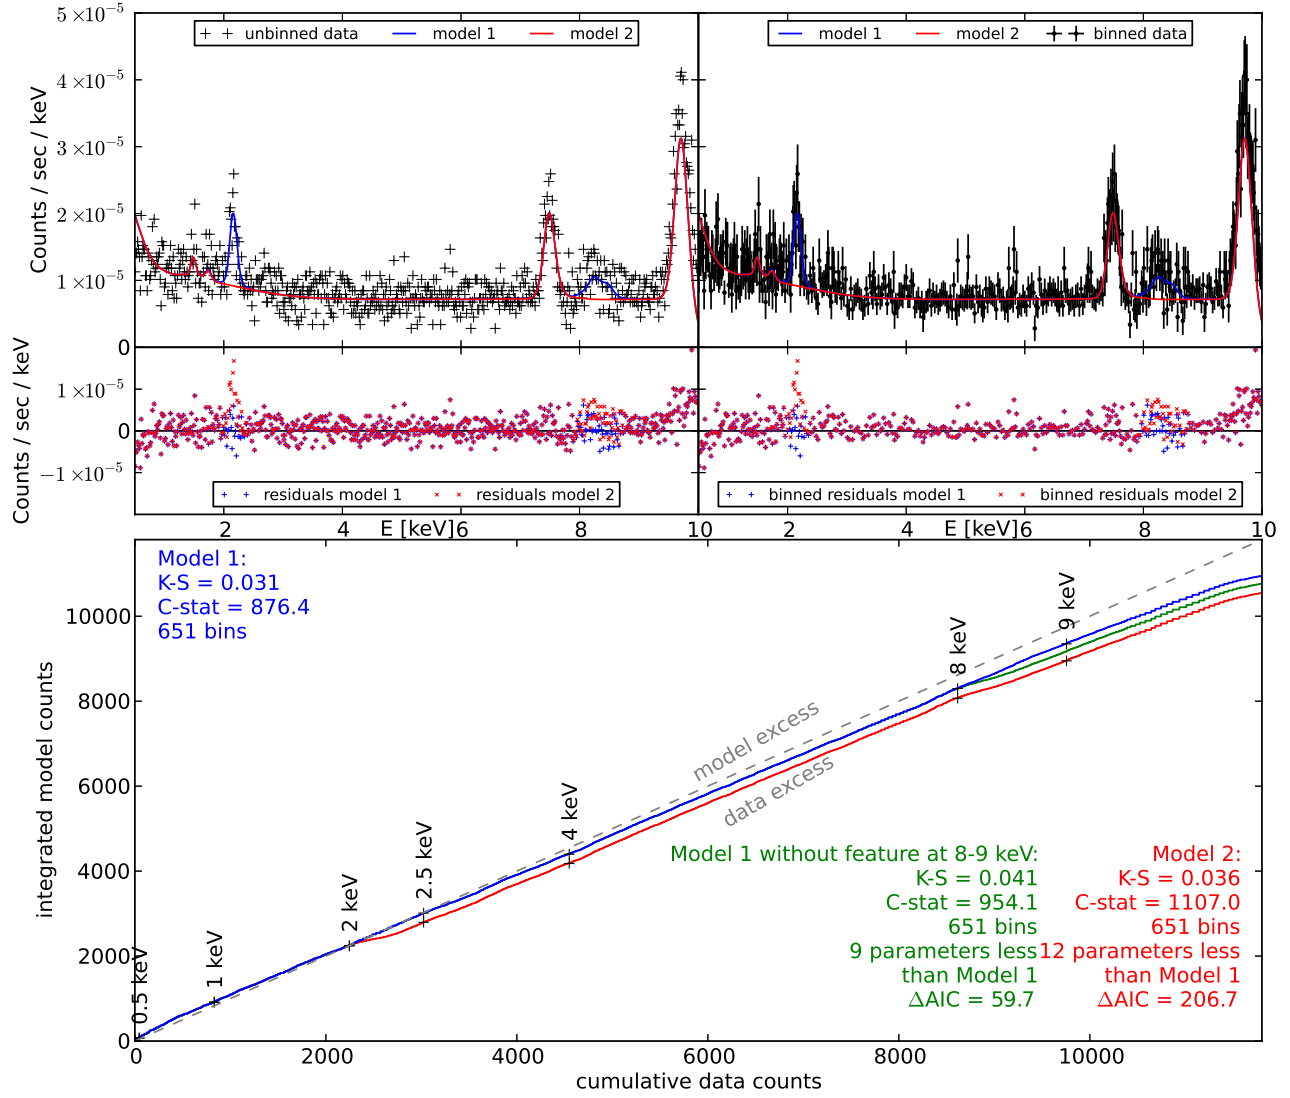 5 ×10⁻⁵
4 ×10⁻⁵
3 ×10⁻⁵
2 ×10⁻⁵
1 ×10⁻⁵
0
Counts / sec / keV
unbinned data model 1 model 2
model 1 model 2 binned data
1 ×10⁻⁵
0
−1 ×10⁻⁵
Counts / sec / keV
residuals model 1 residuals model 2
binned residuals model 1 binned residuals model 2
2 4 E [keV]6 8 10 2 4 E [keV]6 8 10
Model 1:
K-S = 0.031
C-stat = 876.4
651 bins
10000
8000
6000
4000
2000
0
integrated model counts
0.5 keV
1 keV
2 keV
2.5 keV
4 keV
8 keV
9 keV
model excess
data excess
Model 1 without feature at 8-9 keV:
K-S = 0.041
C-stat = 954.1
651 bins
9 parameters less
than Model 1
ΔAIC = 59.7
Model 2:
K-S = 0.036
C-stat = 1107.0
651 bins
12 parameters less
than Model 1
ΔAIC = 206.7
0 2000 4000 6000 8000 10000
cumulative data counts